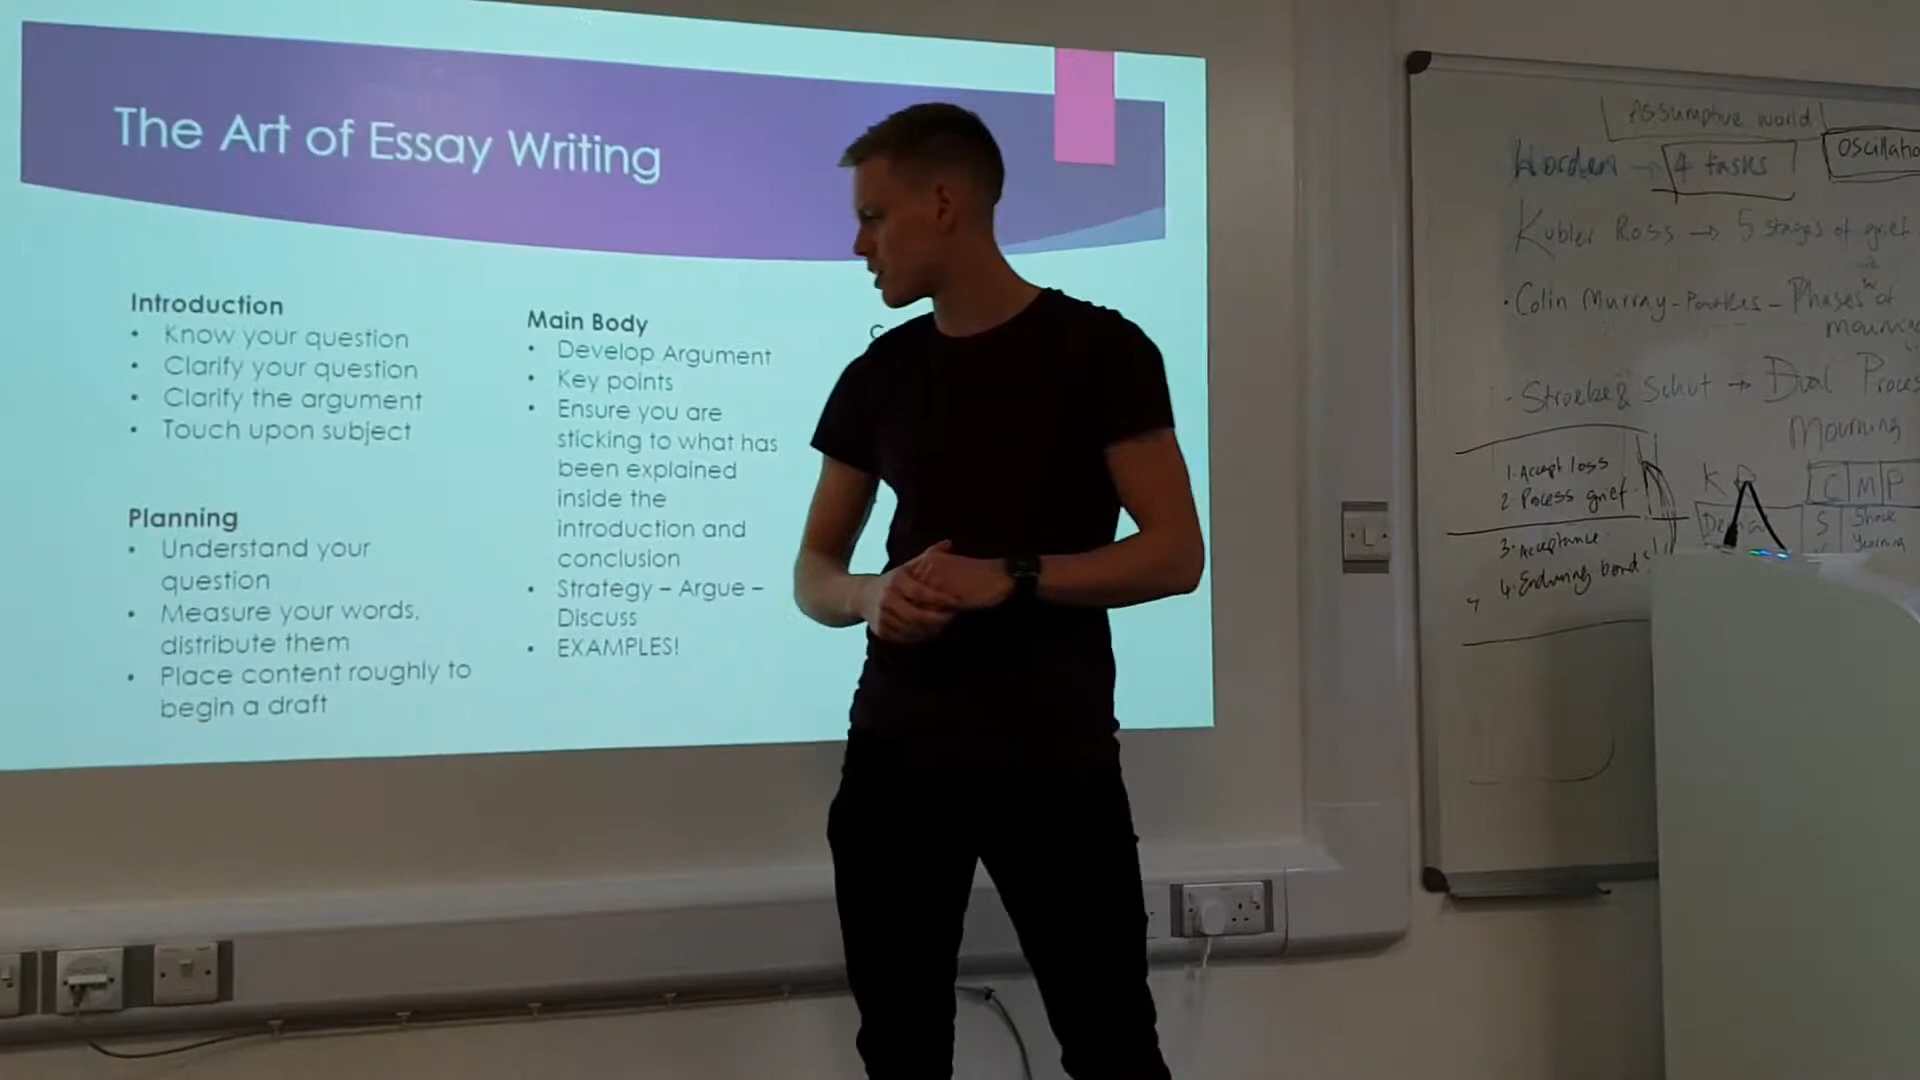 The Art of Essay Writing
Introduction
• Know your question
• Clarify your question
• Clarify the argument
• Touch upon subject
Planning
• Understand your
question
• Measure your words,
distribute them
• Place content roughly to
begin a draft
Main Body
• Develop Argument
• Key points
• Ensure you are
sticking to what has
been explained
inside the
introduction and
conclusion
• Strategy – Argue –
Discuss
• EXAMPLES!
C
Assumptive world
Worden → 4 tasks
Kubler Ross → 5 stages of grief
• Colin Murray-Parkes - Phases of
mourning
- Stroebe & Schut → Dual Process
Mourning
1. Accept loss
2. Process grief
3. Acceptance
4. Enduring bond
K R
C M P
S Shock
Yearning